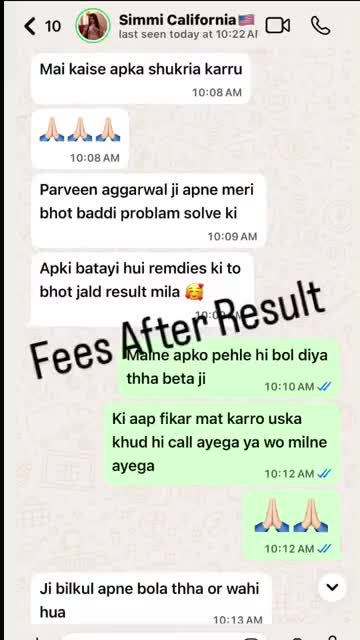 10
Simmi California🇺🇸
last seen today at 10:22 AM
Mai kaise apka shukria karru
10:08 AM
🙏🏻🙏🏻🙏🏻
10:08 AM
Parveen aggarwal ji apne meri
bhot baddi problam solve ki
10:09 AM
Apki batayi hui remdies ki to
bhot jald result mila 🥰
10:09 AM
Fees After Result
Maine apko pehle hi bol diya
thha beta ji
10:10 AM
Ki aap fikar mat karro uska
khud hi call ayega ya wo milne
ayega
10:12 AM
🙏🏻🙏🏻
10:12 AM
Ji bilkul apne bola thha or wahi
hua
10:13 AM